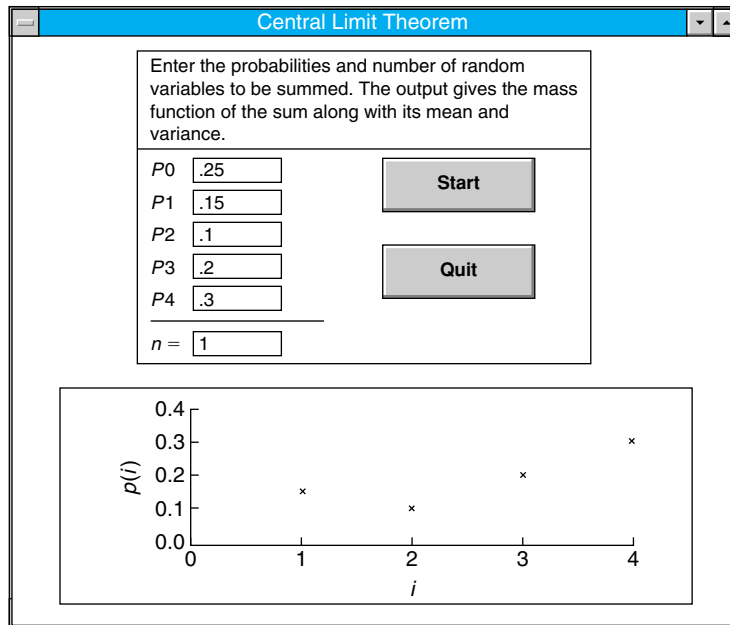 Central Limit Theorem
Enter the probabilities and number of random
variables to be summed. The output gives the mass
function of the sum along with its mean and
variance.
P0 .25
P1 .15
P2 .1
P3 .2
P4 .3
n = 1
Start
Quit
p(i)
0.4
0.3
0.2
0.1
0.0
0 1 2 3 4
i